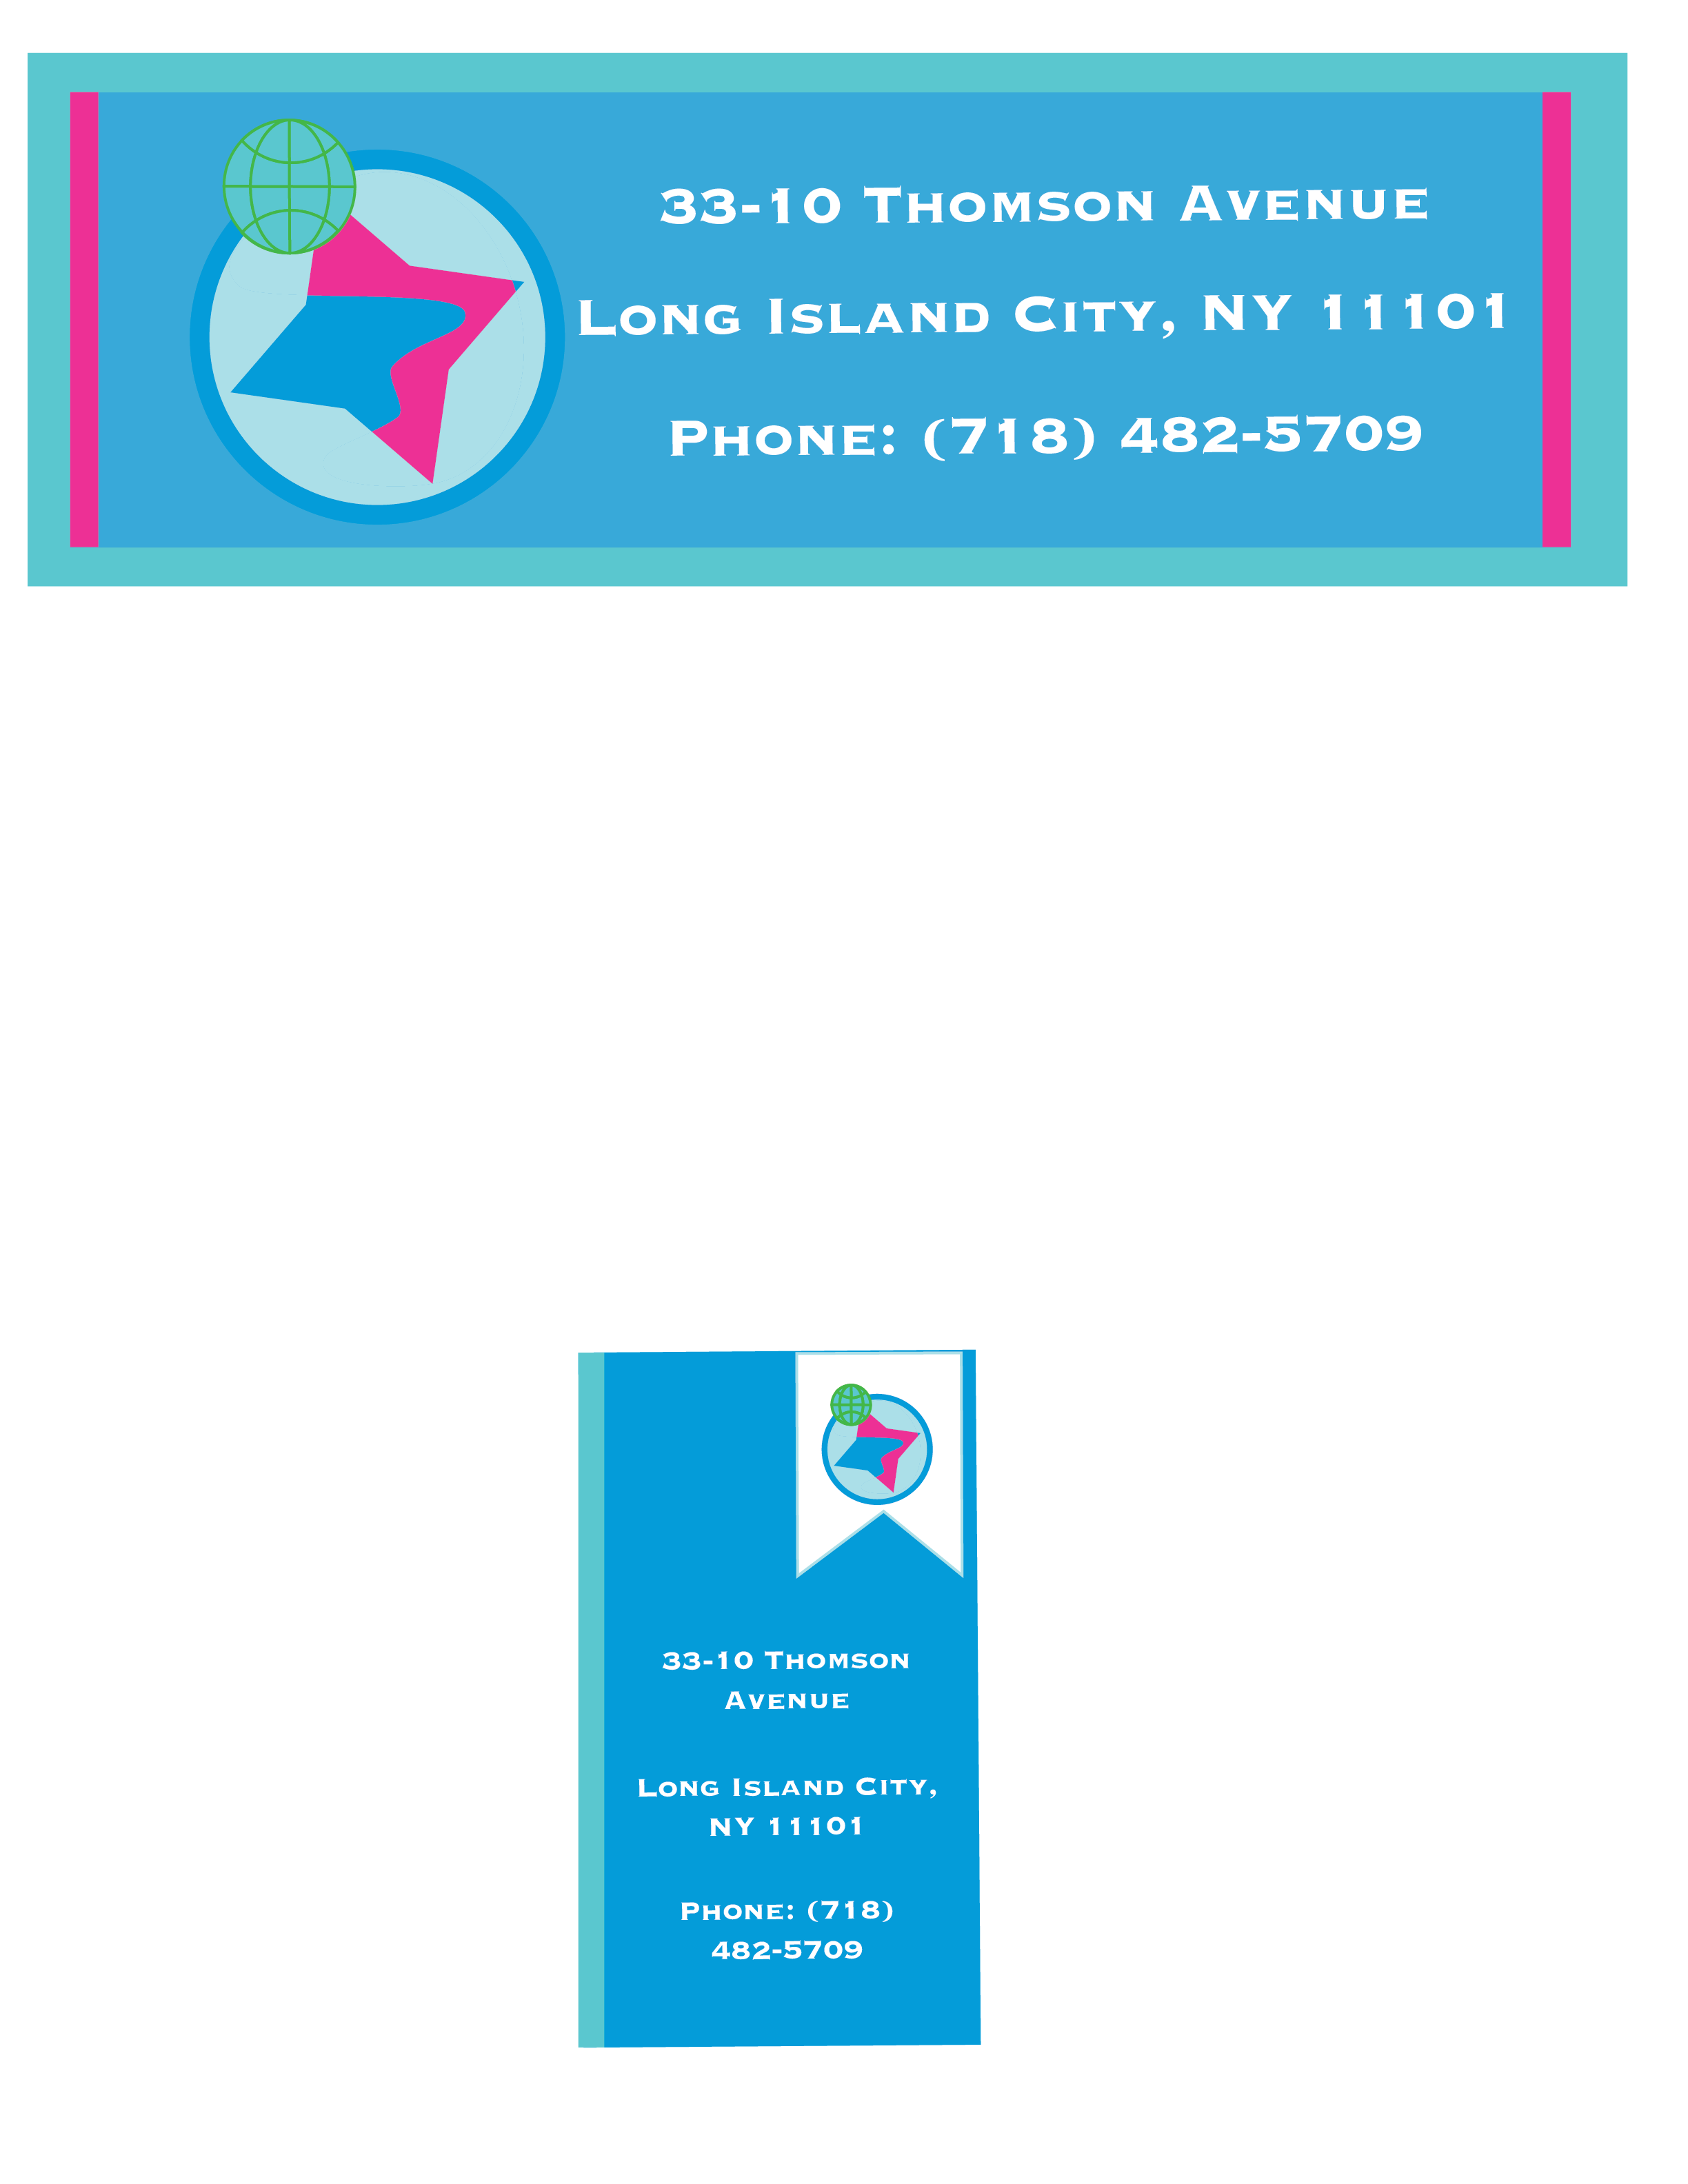 33-10 Thomson Avenue
Long Island City, NY 11101
Phone: (718) 482-5709
33-10 Thomson
Avenue
Long Island City,
NY 11101
Phone: (718)
482-5709